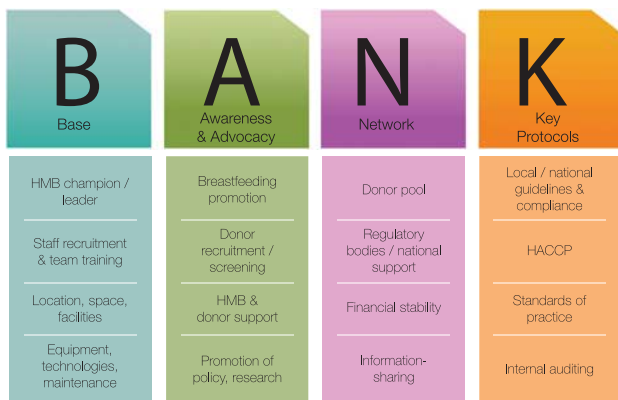 B
Base
HMB champion /
leader
Staff recruitment
& team training
Location, space,
facilities
Equipment,
technologies,
maintenance
A
Awareness
& Advocacy
Breastfeeding
promotion
Donor
recruitment /
screening
HMB &
donor support
Promotion of
policy, research
N
Network
Donor pool
Regulatory
bodies / national
support
Financial stability
Information-
sharing
K
Key
Protocols
Local / national
guidelines &
compliance
HACCP
Standards of
practice
Internal auditing